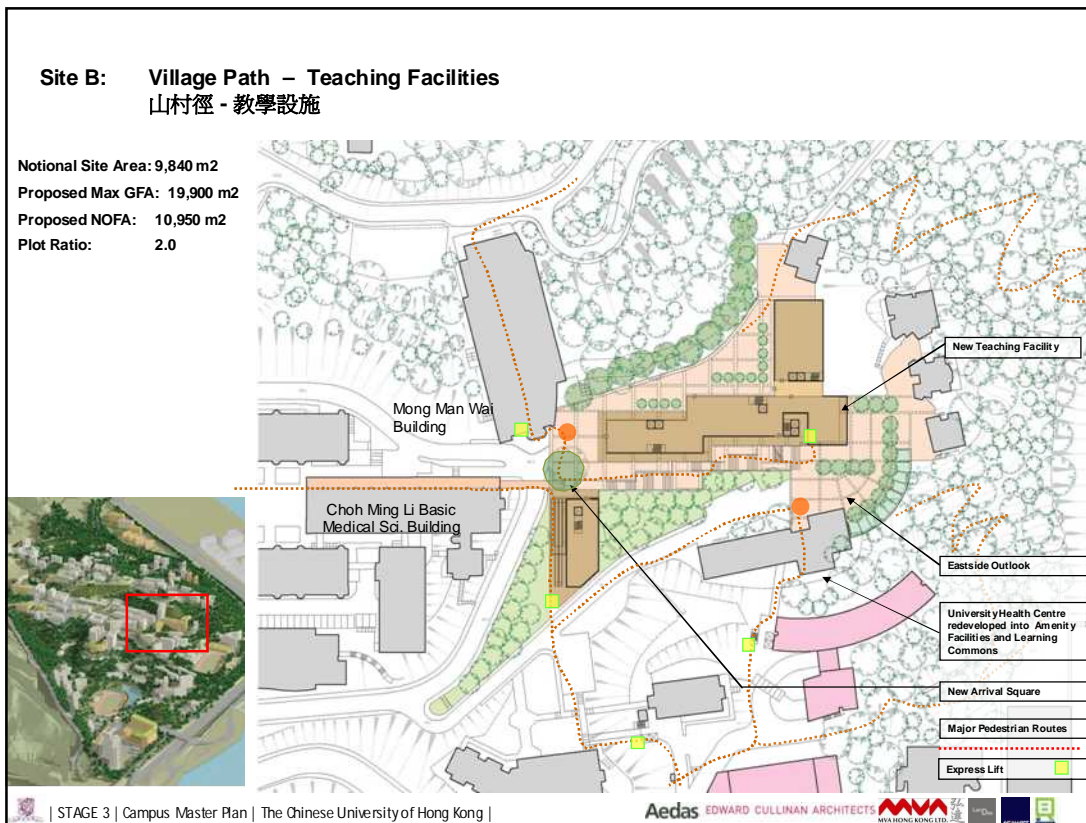 Site B: Village Path – Teaching Facilities
山村徑 - 教學設施
Notional Site Area: 9,840 m2
Proposed Max GFA: 19,900 m2
Proposed NOFA: 10,950 m2
Plot Ratio: 2.0
New Teaching Facility
Mong Man Wai
Building
Choh Ming Li Basic
Medical Sci. Building
Eastside Outlook
University Health Centre
redeveloped into Amenity
Facilities and Learning
Commons
New Arrival Square
Major Pedestrian Routes
Express Lift
| STAGE 3 | Campus Master Plan | The Chinese University of Hong Kong |
Aedas EDWARD CULLINAN ARCHITECTS MVA
MVA HONG KONG LTD.
弘達